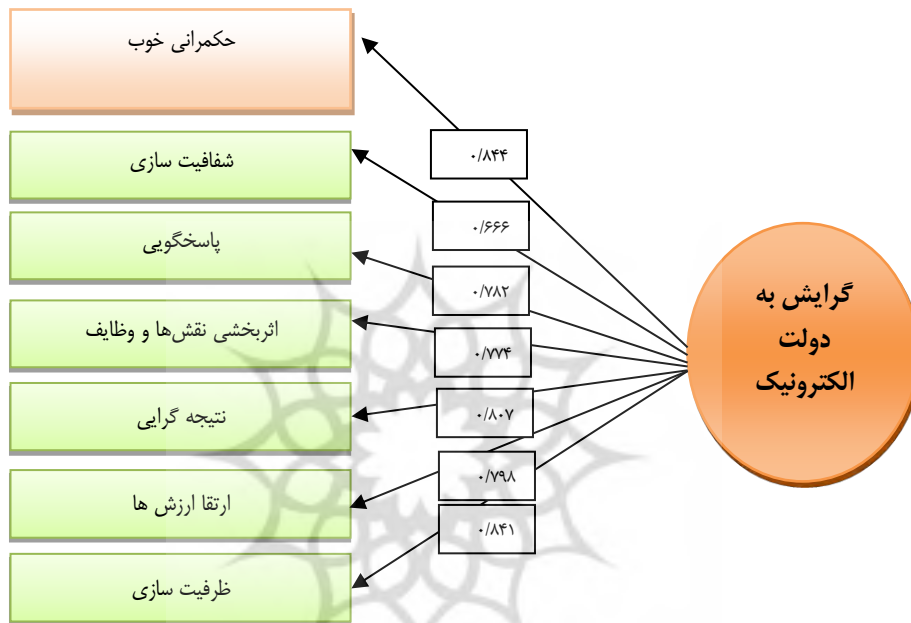 حکمرانی خوب
شفافیت سازی
پاسخگویی
اثربخشی نقش‌ها و وظایف
نتیجه گرایی
ارتقا ارزش ها
ظرفیت سازی
۰/۸۴۴
۰/۶۶۶
۰/۷۸۲
۰/۷۷۴
۰/۸۰۷
۰/۷۹۸
۰/۸۴۱
گرایش به
دولت
الکترونیک